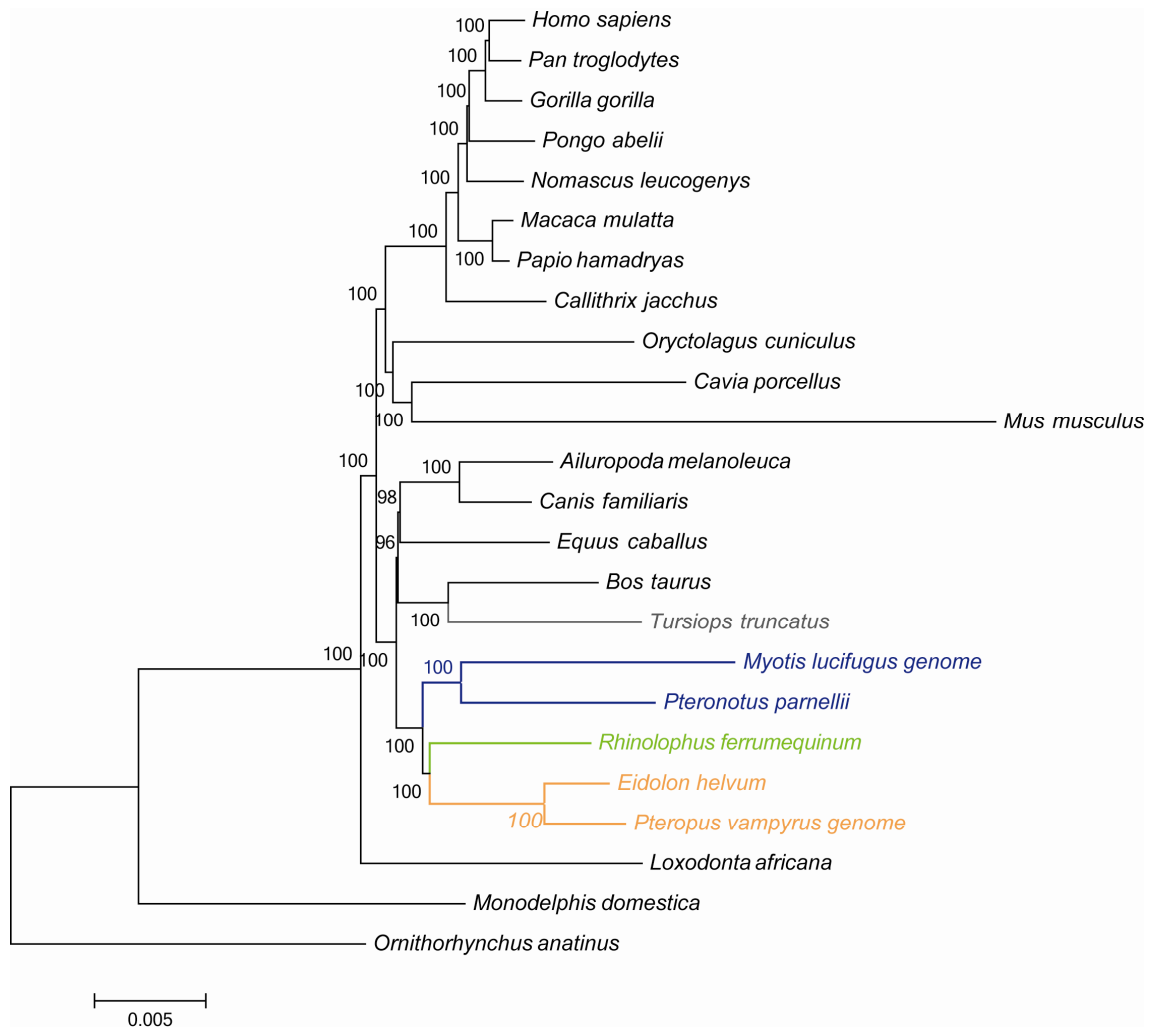 100 Homo sapiens
100 Pan troglodytes
100 Gorilla gorilla
100 Pongo abelii
100 Nomascus leucogenys
100 Macaca mulatta
100 Papio hamadryas
100 Callithrix jacchus
Oryctolagus cuniculus
100 Cavia porcellus
100 Mus musculus
100 100 Ailuropoda melanoleuca
98 Canis familiaris
96 Equus caballus
Bos taurus
100 Tursiops truncatus
100 100 100 Myotis lucifugus genome
Pteronotus parnellii
100 Rhinolophus ferrumequinum
100 Eidolon helvum
100 Pteropus vampyrus genome
Loxodonta africana
Monodelphis domestica
Ornithorhynchus anatinus
0.005